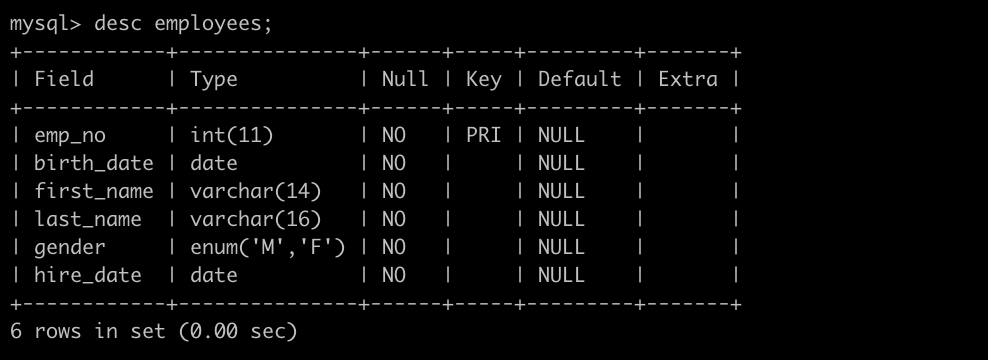 mysql> desc employees;
+------------+---------------+------+-----+---------+-------+
| Field      | Type          | Null | Key | Default | Extra |
+------------+---------------+------+-----+---------+-------+
| emp_no     | int(11)       | NO   | PRI | NULL    |       |
| birth_date | date          | NO   |     | NULL    |       |
| first_name | varchar(14)   | NO   |     | NULL    |       |
| last_name  | varchar(16)   | NO   |     | NULL    |       |
| gender     | enum('M','F') | NO   |     | NULL    |       |
| hire_date  | date          | NO   |     | NULL    |       |
+------------+---------------+------+-----+---------+-------+
6 rows in set (0.00 sec)